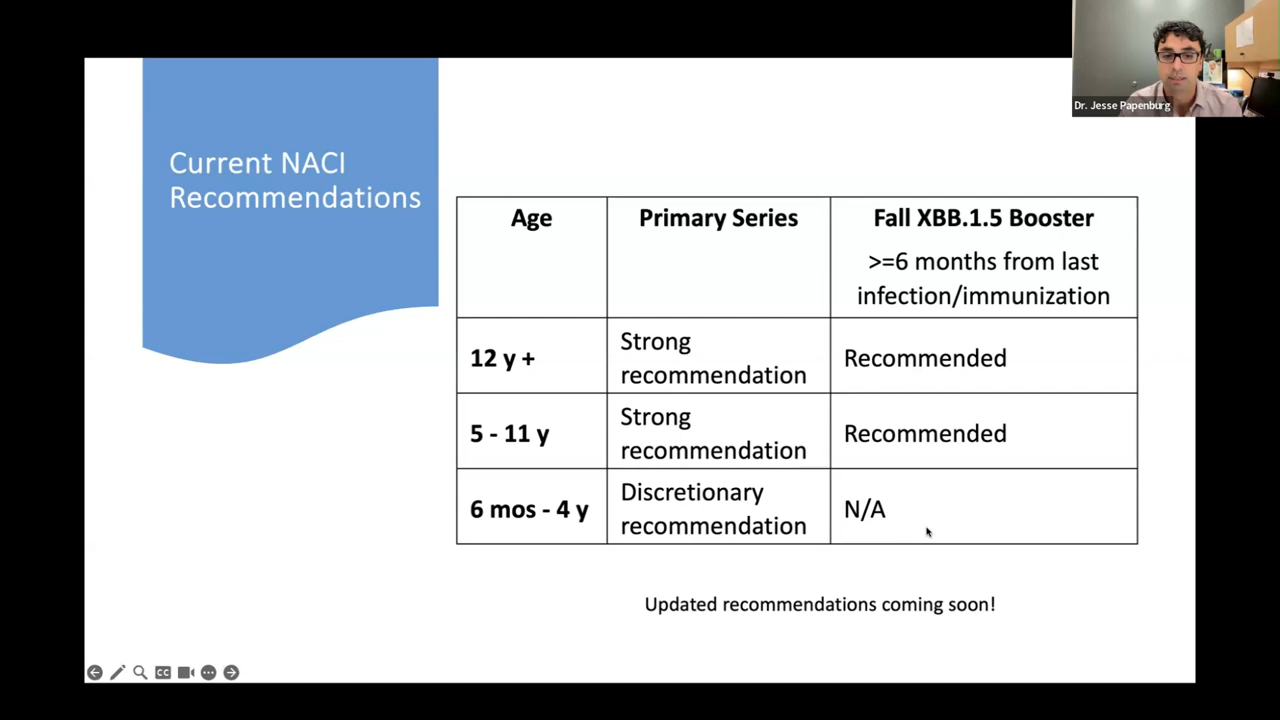 Dr. Jesse Papenburg
Current NACI
Recommendations
Age
Primary Series
Fall XBB.1.5 Booster
>=6 months from last
infection/immunization
12 y +
Strong
recommendation
Recommended
5 - 11 y
Strong
recommendation
Recommended
6 mos - 4 y
Discretionary
recommendation
N/A
Updated recommendations coming soon!
CC